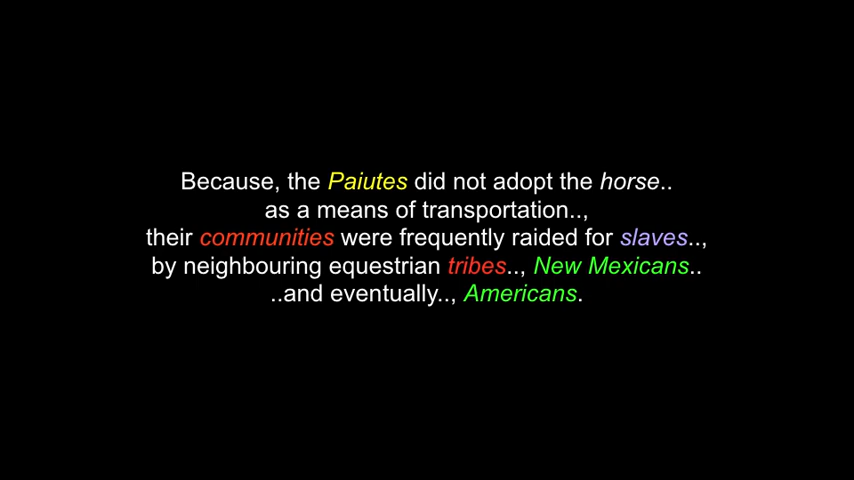 Because, the Paiutes did not adopt the horse..
as a means of transportation..,
their communities were frequently raided for slaves..,
by neighbouring equestrian tribes.., New Mexicans..
..and eventually.., Americans.